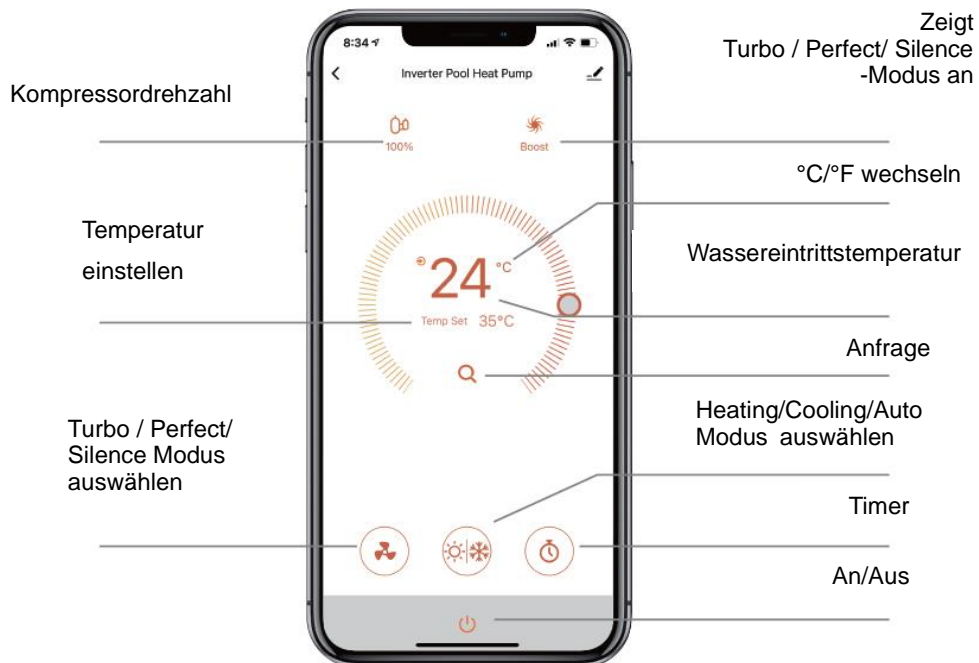 Zeigt
Turbo / Perfect/ Silence
-Modus an
8:34
Inverter Pool Heat Pump
Kompressordrehzahl
100%
Boost
°C/°F wechseln
Temperatur
einstellen
Wassereintrittstemperatur
24 °C
Temp Set 35°C
Anfrage
Heating/Cooling/Auto
Modus auswählen
Turbo / Perfect/
Silence Modus
auswählen
Timer
An/Aus